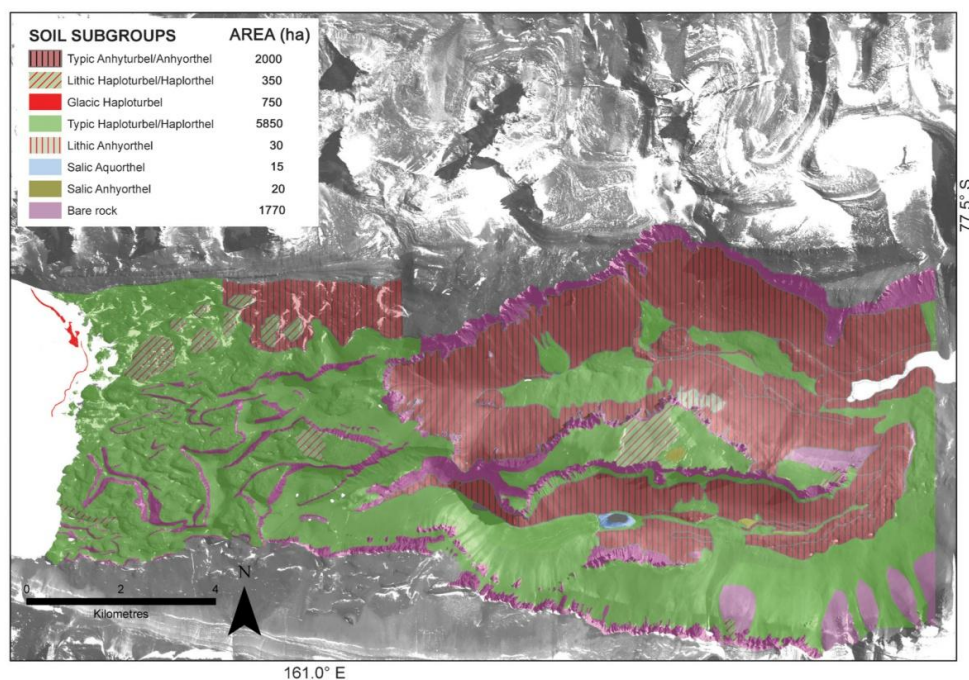 SOIL SUBGROUPS AREA (ha)
Typic Anhyturbel/Anhyorthel 2000
Lithic Haploturbel/Haplorthel 350
Glacic Haploturbel 750
Typic Haploturbel/Haplorthel 5850
Lithic Anhyorthel 30
Salic Aquorthel 15
Salic Anhyorthel 20
Bare rock 1770
77.5° S
N
0 2 4
Kilometres
161.0° E